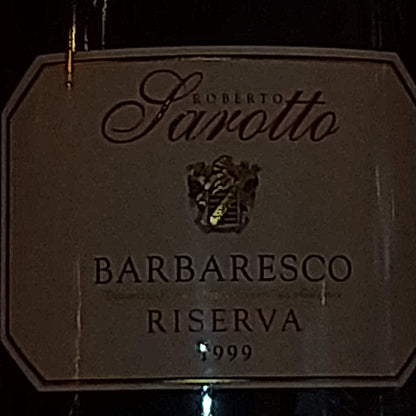 ROBERTO
Sarotto
BARBARESCO
RISERVA
1999